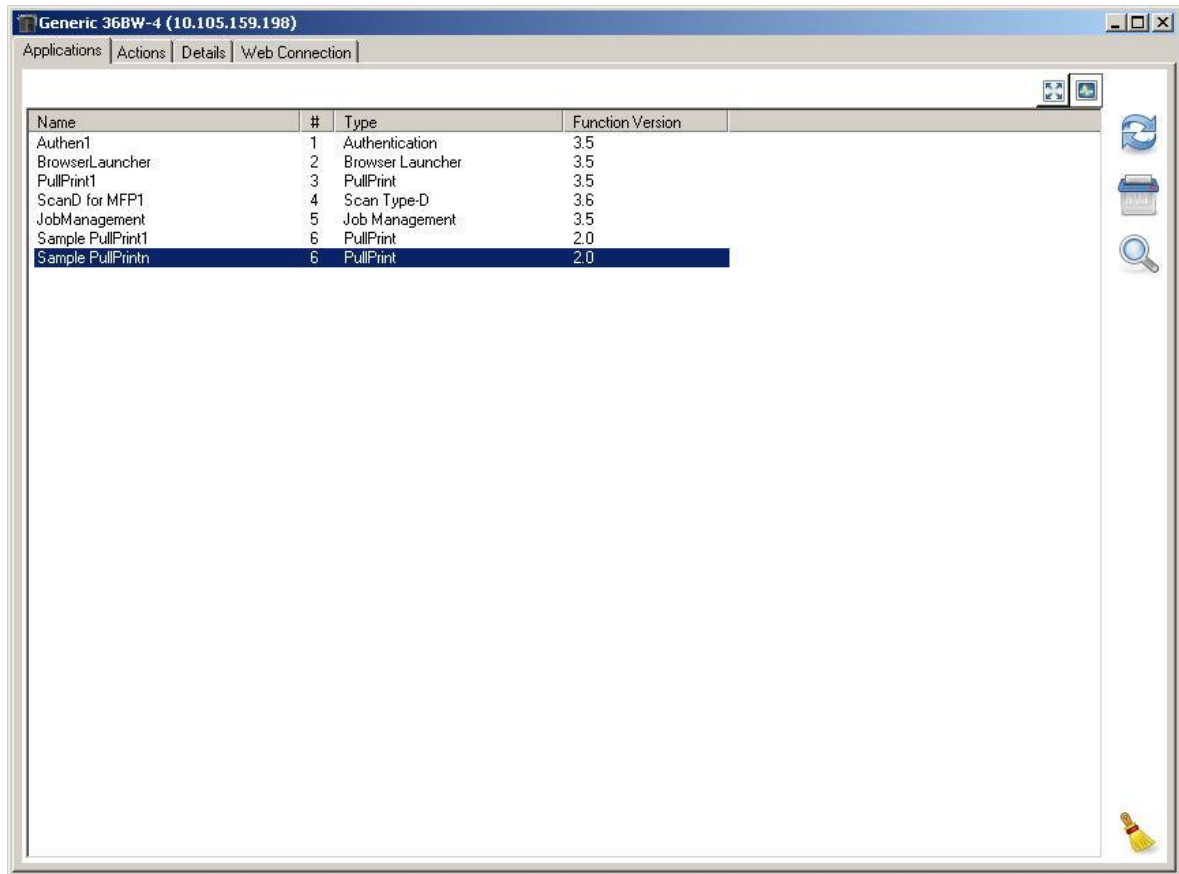 Generic 36BW-4 (10.105.159.198)
Applications Actions Details Web Connection
Name # Type Function Version
Authen1 1 Authentication 3.5
BrowserLauncher 2 Browser Launcher 3.5
PullPrint1 3 PullPrint 3.5
ScanD for MFP1 4 Scan Type-D 3.6
JobManagement 5 Job Management 3.5
Sample PullPrint1 6 PullPrint 2.0
Sample PullPrintn 6 PullPrint 2.0